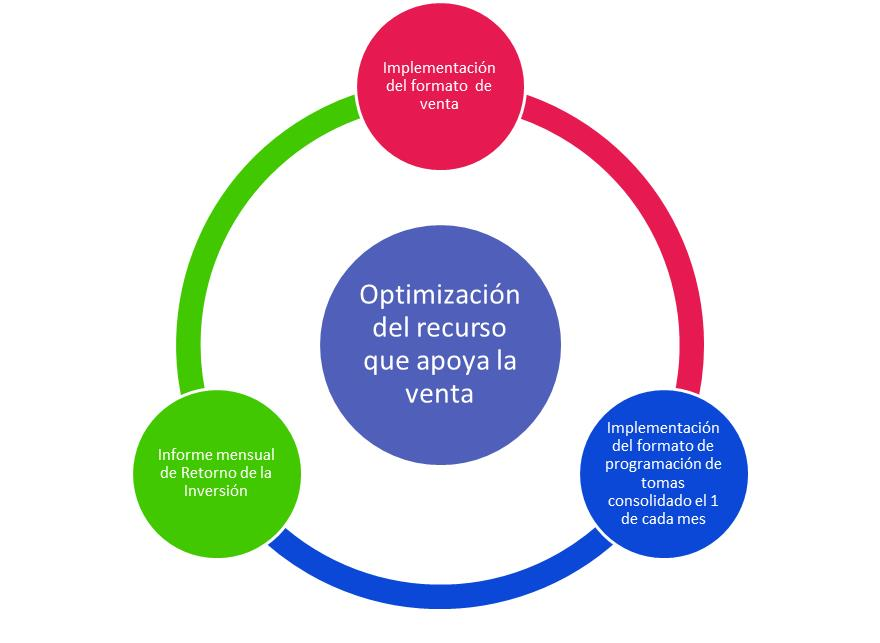 Implementación
del formato de
venta
Optimización
del recurso
que apoya la
venta
Informe mensual
de Retorno de la
Inversión
Implementación
del formato de
programación de
tomas
consolidado el 1
de cada mes